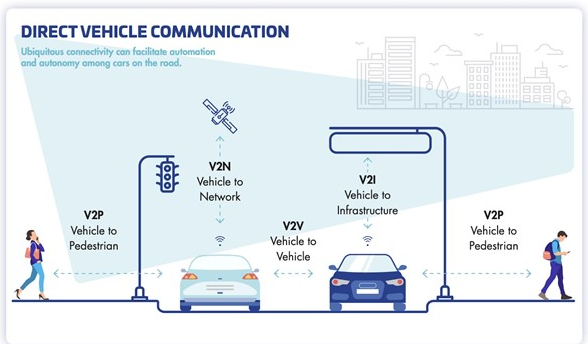 DIRECT VEHICLE COMMUNICATION
Ubiquitous connectivity can facilitate automation
and autonomy among cars on the road.
V2N
Vehicle to
Network
V2I
Vehicle to
Infrastructure
V2P
Vehicle to
Pedestrian
V2V
Vehicle to
Vehicle
V2P
Vehicle to
Pedestrian